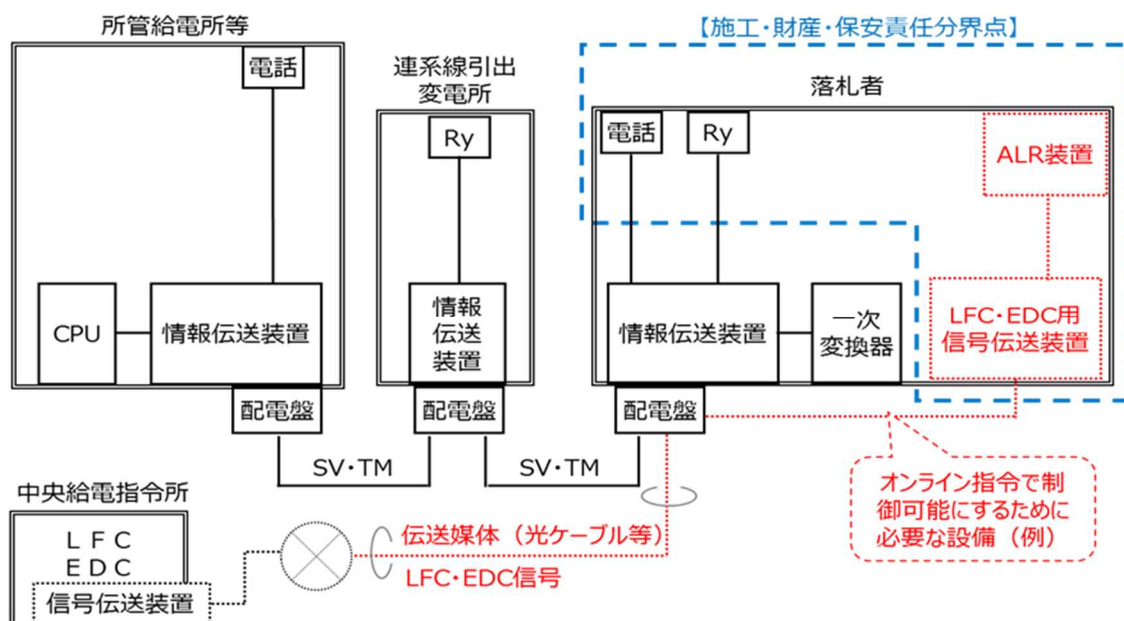 所管給電所等
電話
CPU
情報伝送装置
配電盤
連系線引出
変電所
Ry
情報
伝送
装置
配電盤
【施工・財産・保安責任分界点】
落札者
電話
Ry
ALR装置
情報伝送装置
一次
変換器
LFC・EDC用
信号伝送装置
配電盤
SV・TM
SV・TM
オンライン指令で制
御可能にするために
必要な設備（例）
中央給電指令所
LFC
EDC
信号伝送装置
伝送媒体（光ケーブル等）
LFC・EDC信号